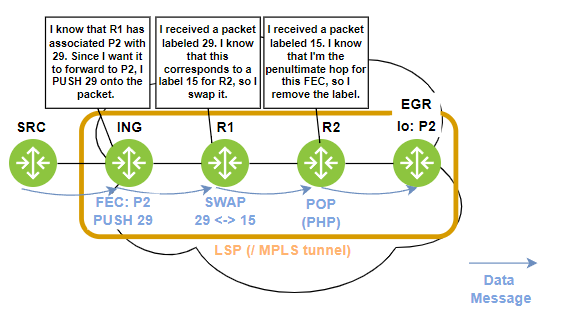 I know that R1 has
associated P2 with
29. Since I want it
to forward to P2, I
PUSH 29 onto the
packet.
I received a packet
labeled 29. I know
that this
corresponds to a
label 15 for R2, so I
swap it.
I received a packet
labeled 15. I know
that I'm the
penultimate hop for
this FEC, so I
remove the label.
SRC
ING
R1
R2
EGR
lo: P2
FEC: P2
PUSH 29
SWAP
29 <-> 15
POP
(PHP)
LSP (/ MPLS tunnel)
Data
Message